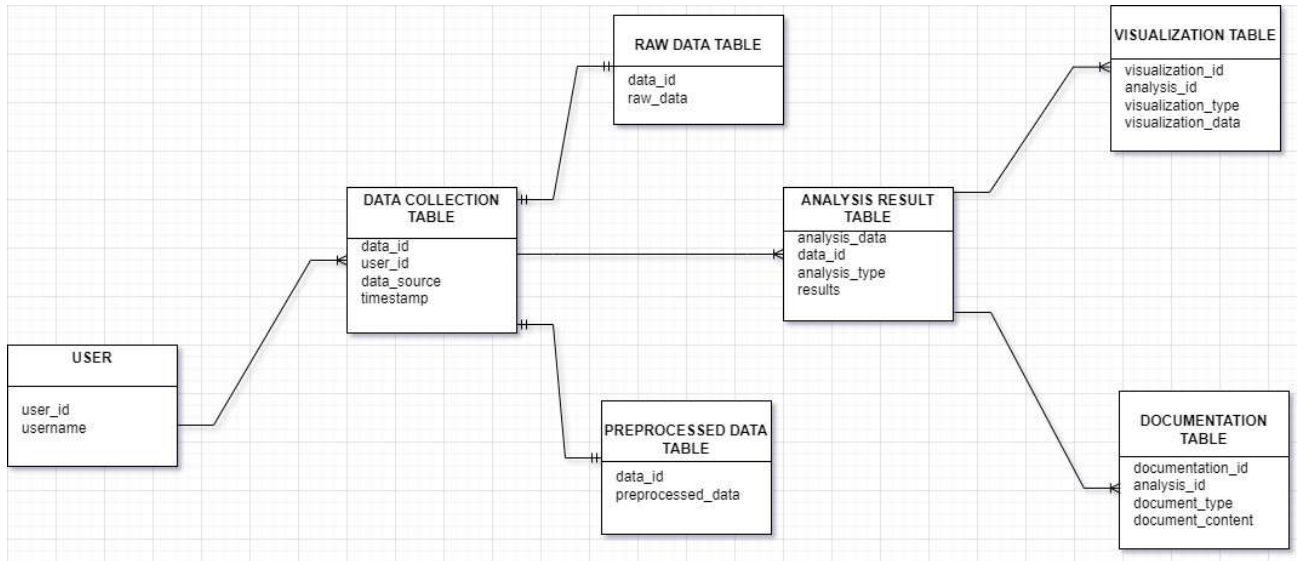 RAW DATA TABLE
data_id
raw_data
VISUALIZATION TABLE
visualization_id
analysis_id
visualization_type
visualization_data
DATA COLLECTION
TABLE
data_id
user_id
data_source
timestamp
ANALYSIS RESULT
TABLE
analysis_data
data_id
analysis_type
results
USER
user_id
username
PREPROCESSED DATA
TABLE
data_id
preprocessed_data
DOCUMENTATION
TABLE
documentation_id
analysis_id
document_type
document_content